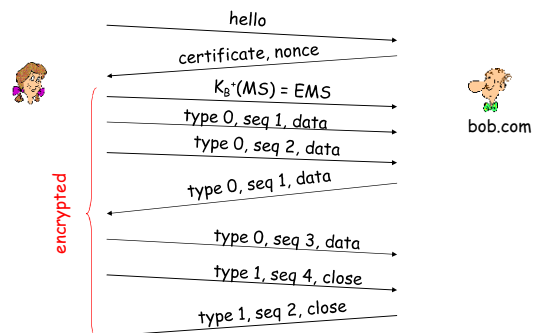 hello
certificate, nonce
K_B⁺(MS) = EMS
type 0, seq 1, data
bob.com
type 0, seq 2, data
type 0, seq 1, data
encrypted
type 0, seq 3, data
type 1, seq 4, close
type 1, seq 2, close